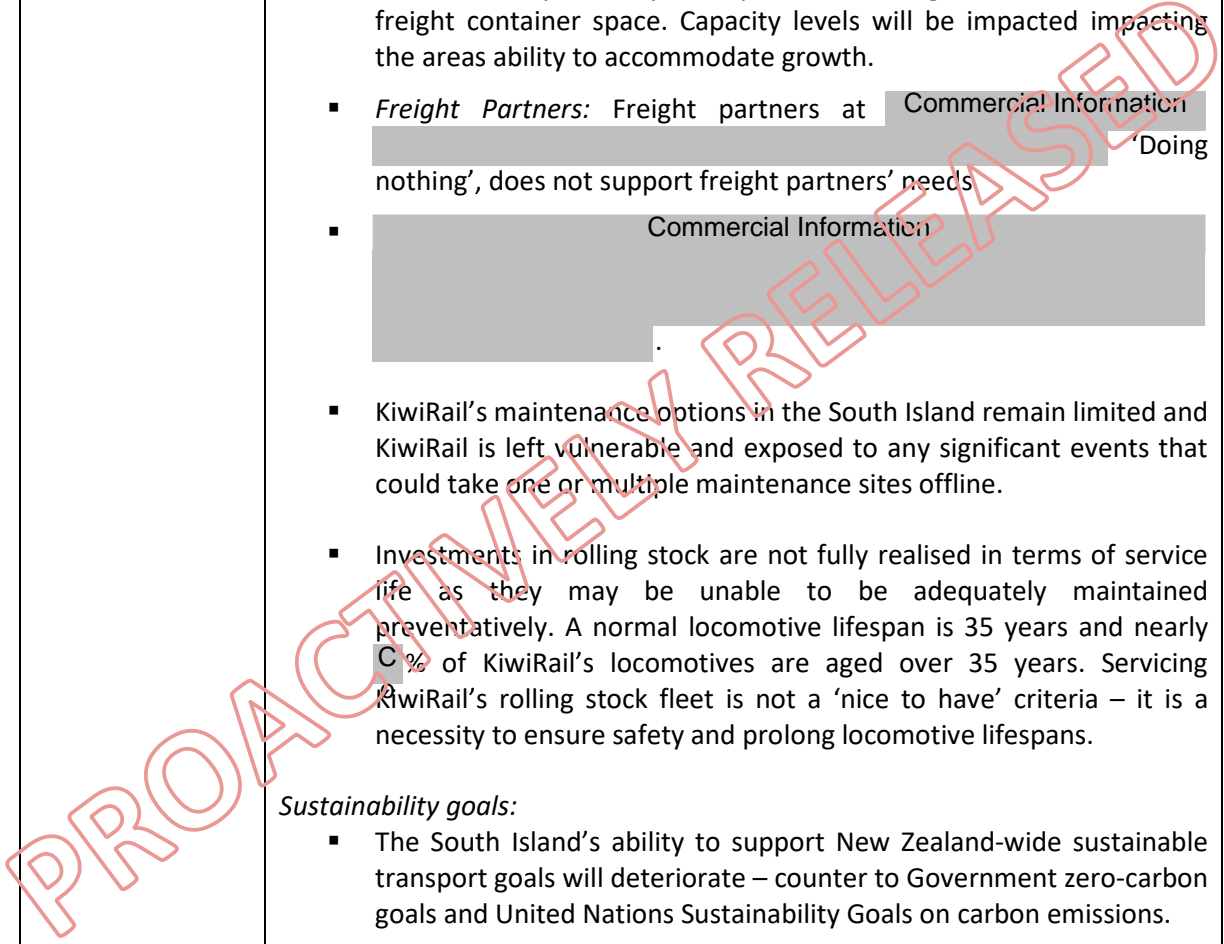 freight container space. Capacity levels will be impacted impacting
the areas ability to accommodate growth.
▪ Freight Partners: Freight partners at Commercial Information
'Doing
nothing', does not support freight partners' needs
▪ Commercial Information
.
▪ KiwiRail's maintenance options in the South Island remain limited and
KiwiRail is left vulnerable and exposed to any significant events that
could take one or multiple maintenance sites offline.
▪ Investments in rolling stock are not fully realised in terms of service
life as they may be unable to be adequately maintained
preventatively. A normal locomotive lifespan is 35 years and nearly
C % of KiwiRail's locomotives are aged over 35 years. Servicing
KiwiRail's rolling stock fleet is not a 'nice to have' criteria – it is a
necessity to ensure safety and prolong locomotive lifespans.
Sustainability goals:
▪ The South Island's ability to support New Zealand-wide sustainable
transport goals will deteriorate – counter to Government zero-carbon
goals and United Nations Sustainability Goals on carbon emissions.
PROACTIVELY RELEASED